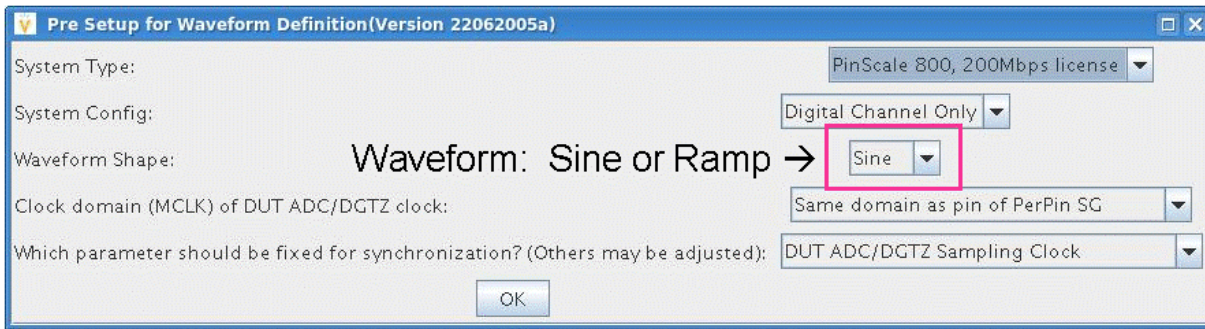 Pre Setup for Waveform Definition(Version 22062005a)
System Type: PinScale 800, 200Mbps license
System Config: Digital Channel Only
Waveform Shape: Waveform: Sine or Ramp → Sine
Clock domain (MCLK) of DUT ADC/DGTZ clock: Same domain as pin of PerPin SG
Which parameter should be fixed for synchronization? (Others may be adjusted): DUT ADC/DGTZ Sampling Clock
OK